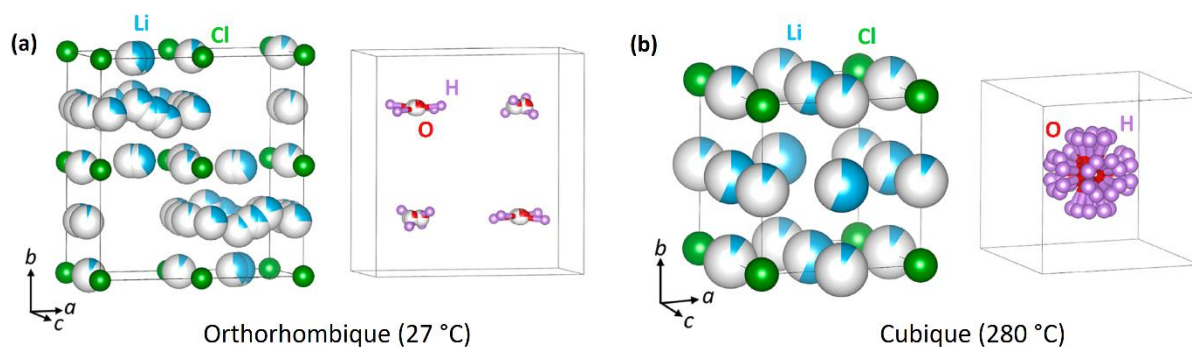 (a) Li Cl
H
O
b
a
c
Orthorhombique (27 °C)
(b) Li Cl
O H
b
a
c
Cubique (280 °C)